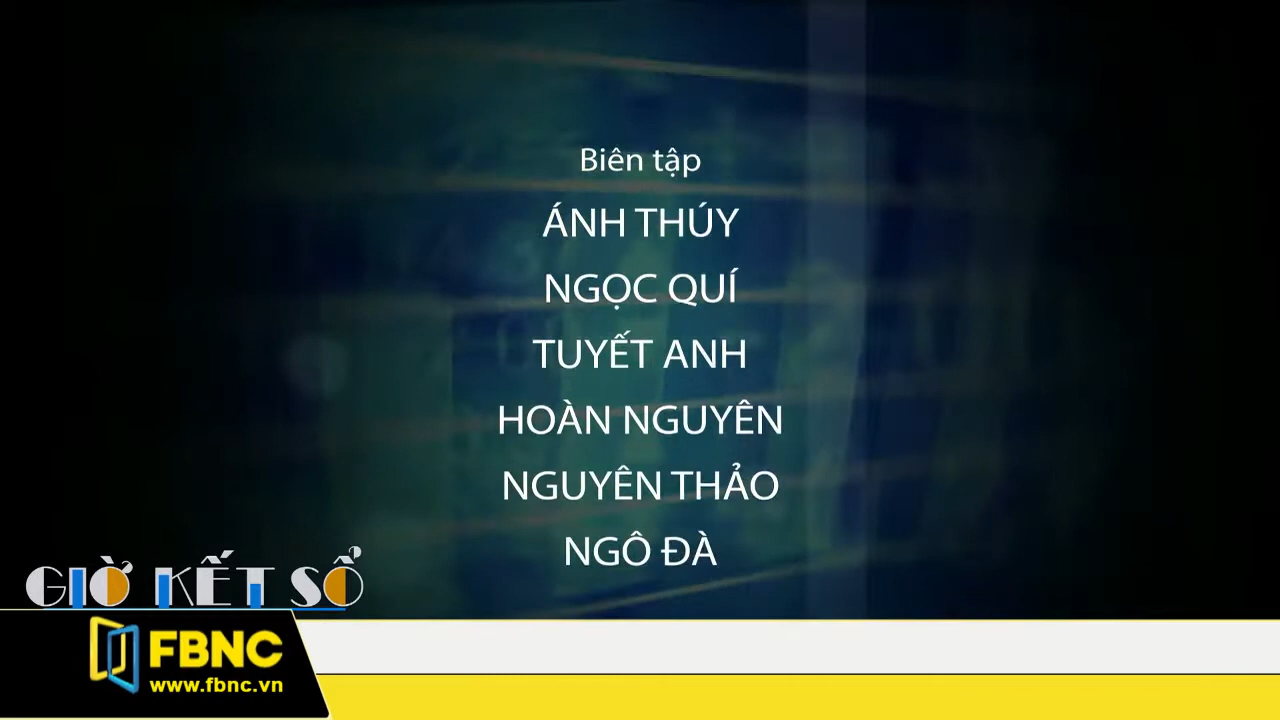 Biên tập
ÁNH THÚY
NGỌC QUÍ
TUYẾT ANH
HOÀN NGUYÊN
NGUYÊN THẢO
NGÔ ĐÀ
GIỜ KẾT SỔ
FBNC
www.fbnc.vn